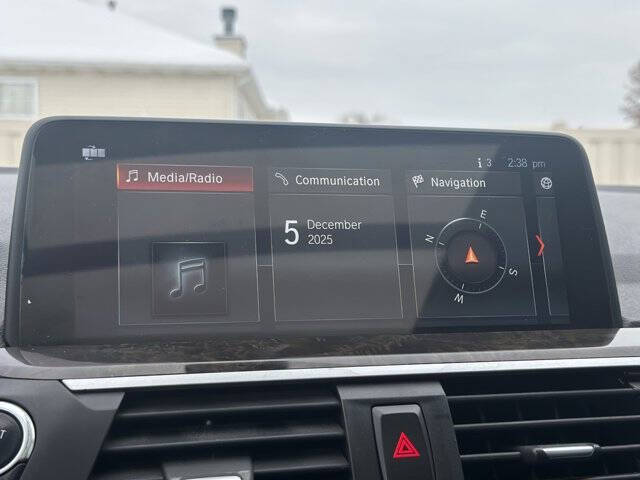 i 3 2:38 pm
Media/Radio
Communication
Navigation
5 December
2025
E
N
S
W